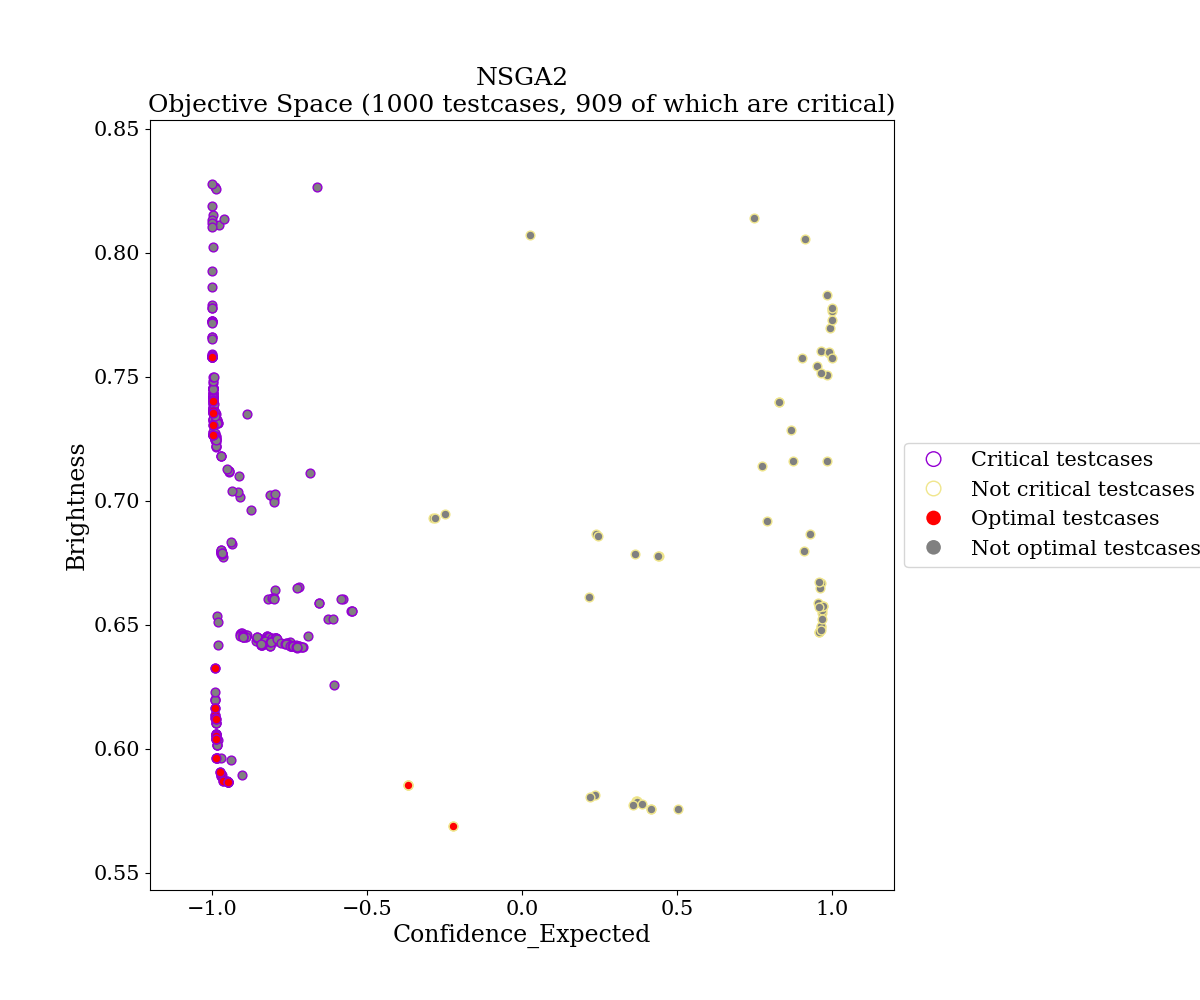 NSGA2
Objective Space (1000 testcases, 909 of which are critical)
0.85
0.80
0.75
0.70
0.65
0.60
0.55
Brightness
−1.0
−0.5
0.0
0.5
1.0
Confidence_Expected
Critical testcases
Not critical testcases
Optimal testcases
Not optimal testcases